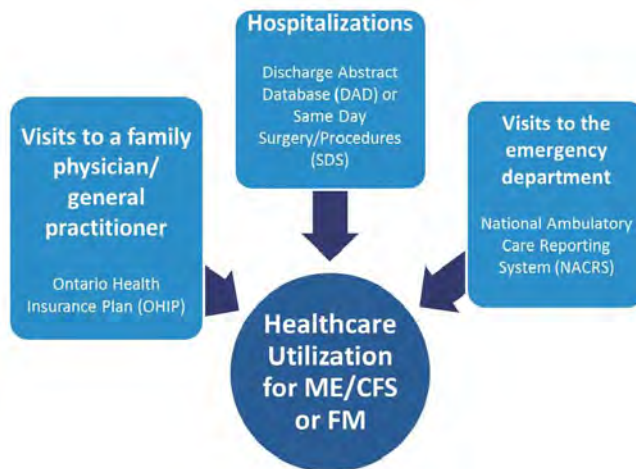 Visits to a family
physician/
general
practitioner
Ontario Health
Insurance Plan (OHIP)
Hospitalizations
Discharge Abstract
Database (DAD) or
Same Day
Surgery/Procedures
(SDS)
Visits to the
emergency
department
National Ambulatory
Care Reporting
System (NACRS)
Healthcare
Utilization
for ME/CFS
or FM